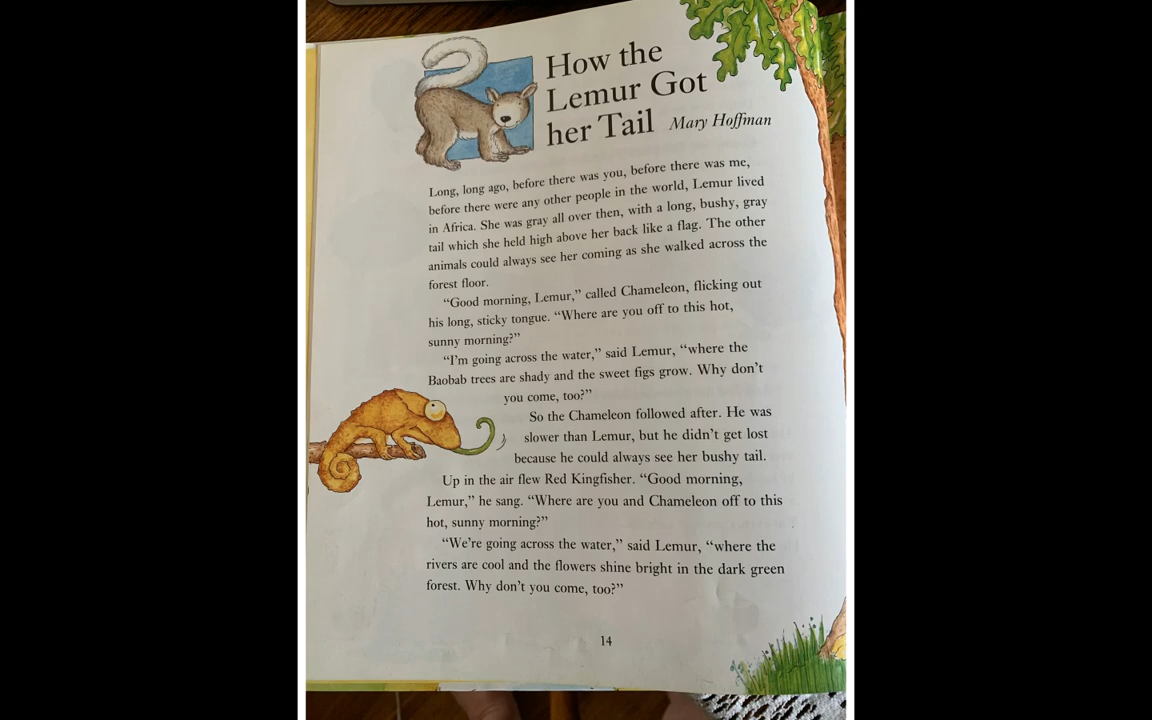 How the
Lemur Got
her Tail Mary Hoffman
Long, long ago, before there was you, before there was me,
before there were any other people in the world, Lemur lived
in Africa. She was gray all over then, with a long, bushy, gray
tail which she held high above her back like a flag. The other
animals could always see her coming as she walked across the
forest floor.
“Good morning, Lemur,” called Chameleon, flicking out
his long, sticky tongue. “Where are you off to this hot,
sunny morning?”
“I’m going across the water,” said Lemur, “where the
Baobab trees are shady and the sweet figs grow. Why don’t
you come, too?”
So the Chameleon followed after. He was
slower than Lemur, but he didn’t get lost
because he could always see her bushy tail.
Up in the air flew Red Kingfisher. “Good morning,
Lemur,” he sang. “Where are you and Chameleon off to this
hot, sunny morning?”
“We’re going across the water,” said Lemur, “where the
rivers are cool and the flowers shine bright in the dark green
forest. Why don’t you come, too?”
14